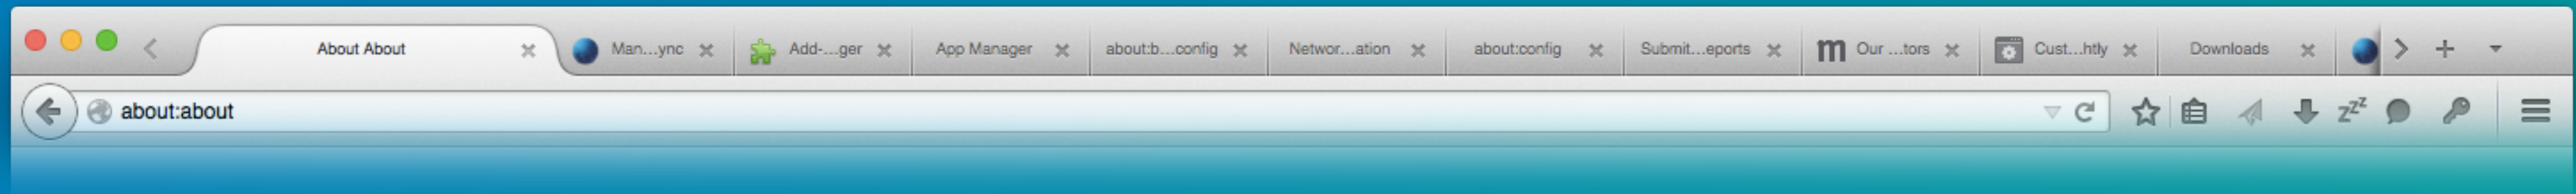 About About
Man...ync
Add-...ger
App Manager
about:b...config
Networ...ation
about:config
Submit...eports
m
Our ...tors
Cust...htly
Downloads
about:about
zzz